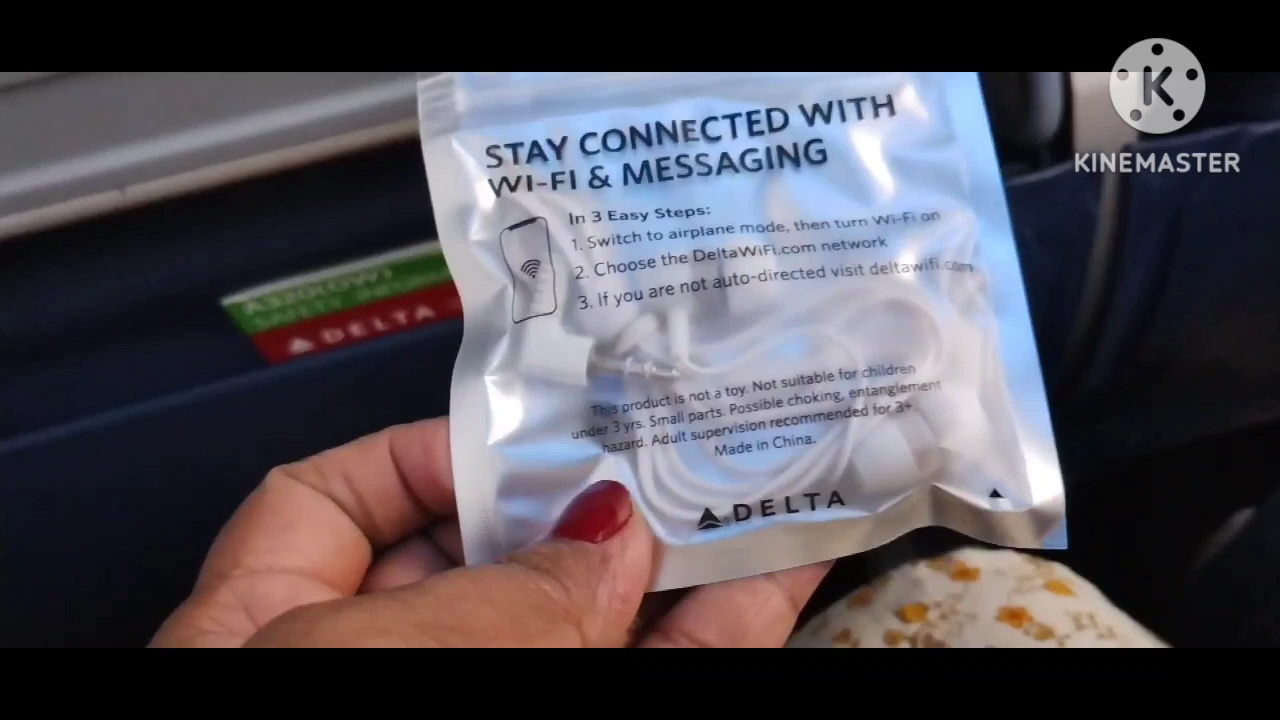 STAY CONNECTED WITH
WI-FI & MESSAGING
In 3 Easy Steps:
1. Switch to airplane mode, then turn Wi-Fi on
2. Choose the DeltaWiFi.com network
3. If you are not auto-directed visit deltawifi.com
This product is not a toy. Not suitable for children
under 3 yrs. Small parts. Possible choking, entanglement
hazard. Adult supervision recommended for 3+
Made in China.
DELTA
DELTA
K
KINEMASTER